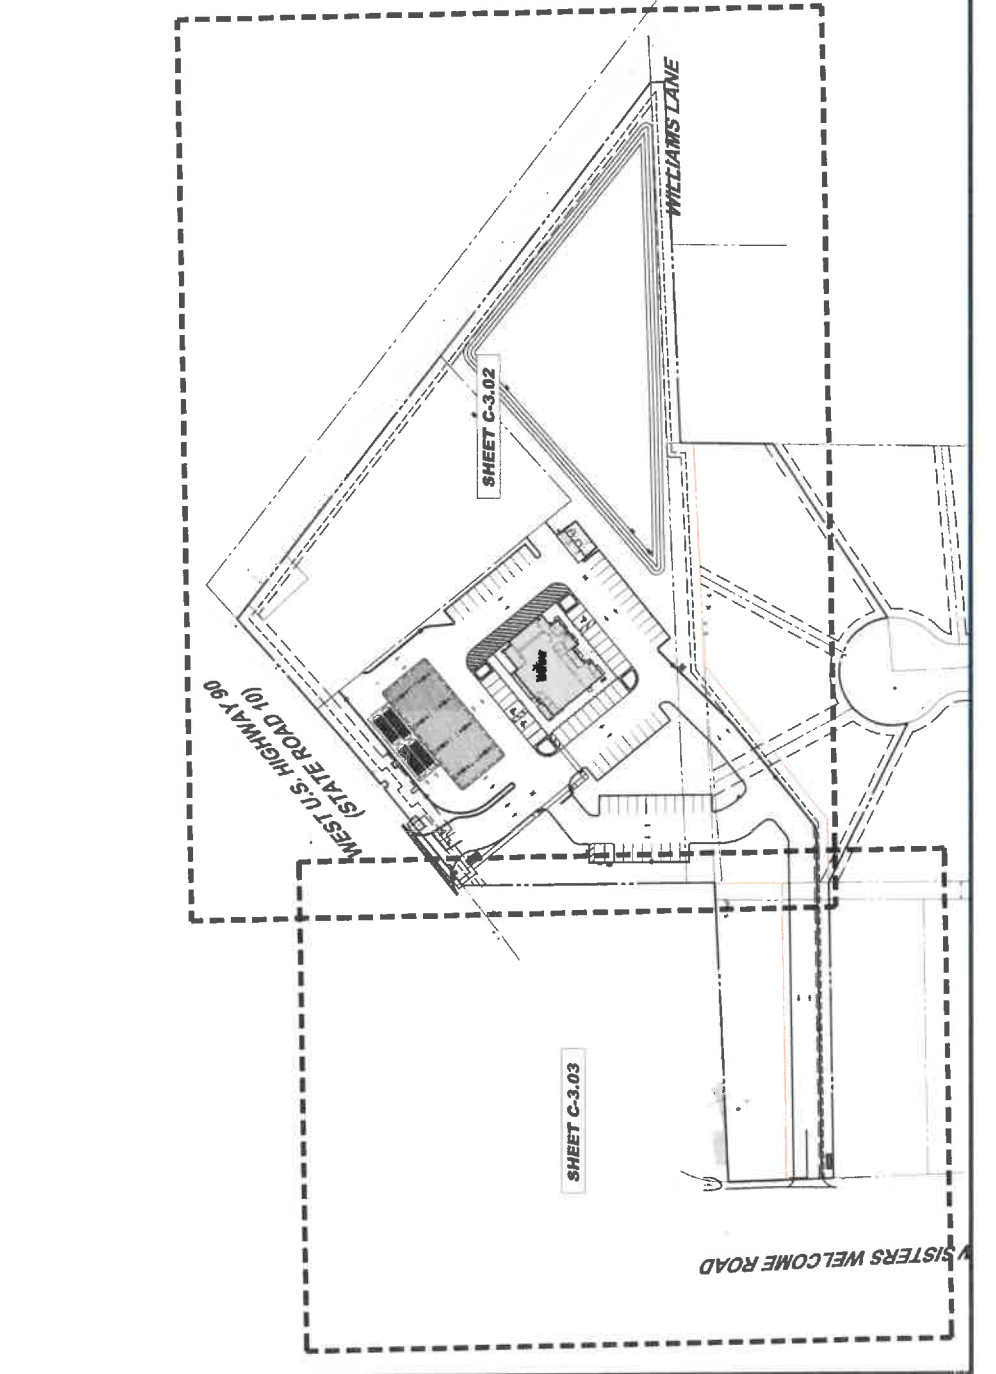 WILLIAMS LANE
SHEET C-3.02
WEST U.S. HIGHWAY 90
(STATE ROAD 10)
SHEET C-3.03
SISTERS WELCOME ROAD